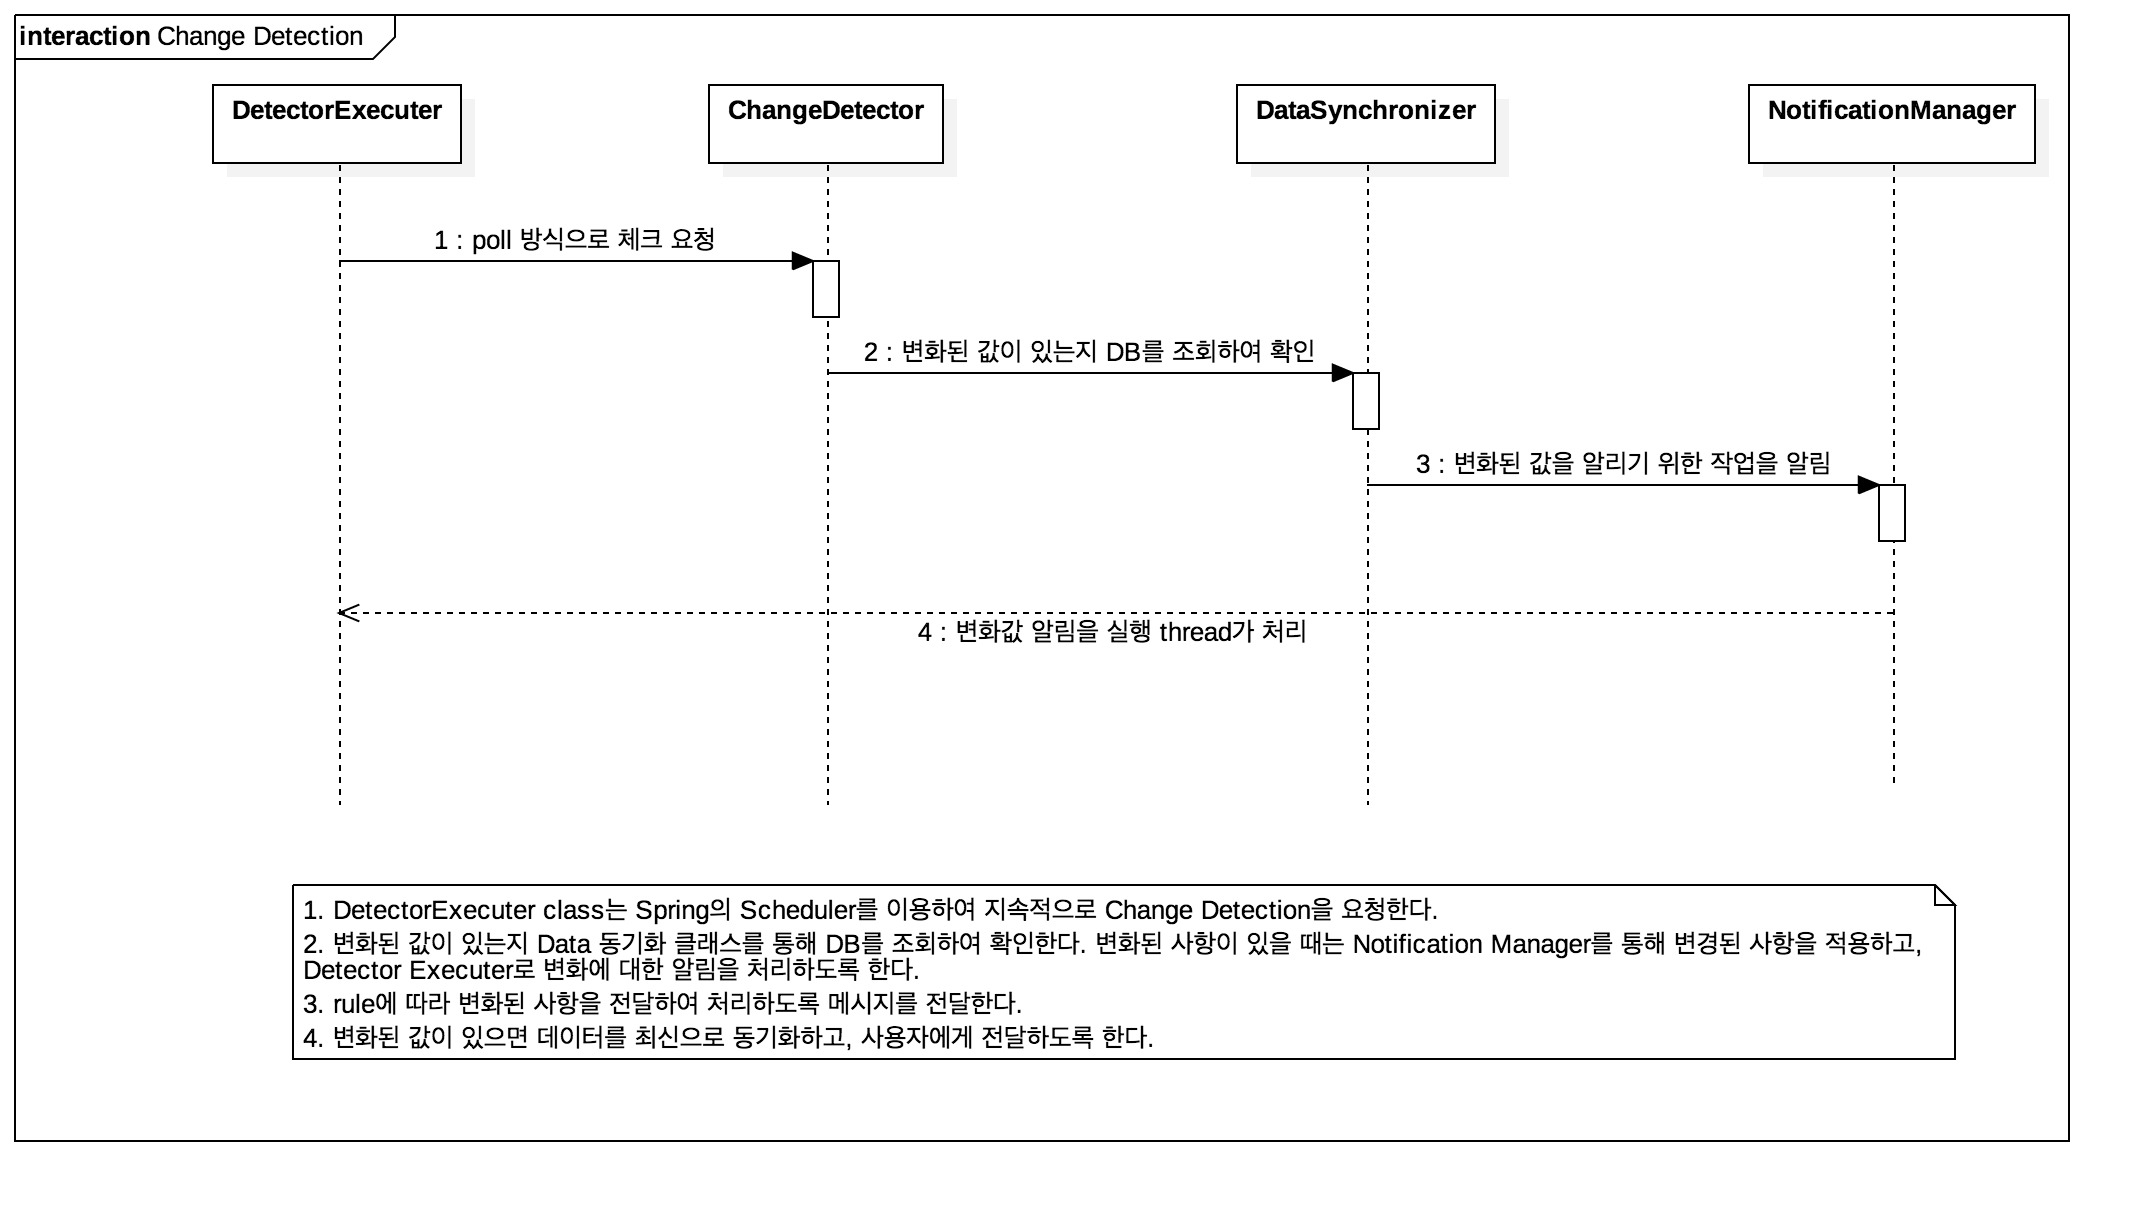 interaction Change Detection
DetectorExecuter
ChangeDetector
DataSynchronizer
NotificationManager
1 : poll 방식으로 체크 요청
2 : 변화된 값이 있는지 DB를 조회하여 확인
3 : 변화된 값을 알리기 위한 작업을 알림
4 : 변화값 알림을 실행 thread가 처리
1. DetectorExecuter class는 Spring의 Scheduler를 이용하여 지속적으로 Change Detection을 요청한다.
2. 변화된 값이 있는지 Data 동기화 클래스를 통해 DB를 조회하여 확인한다. 변화된 사항이 있을 때는 Notification Manager를 통해 변경된 사항을 적용하고,
Detector Executer로 변화에 대한 알림을 처리하도록 한다.
3. rule에 따라 변화된 사항을 전달하여 처리하도록 메시지를 전달한다.
4. 변화된 값이 있으면 데이터를 최신으로 동기화하고, 사용자에게 전달하도록 한다.